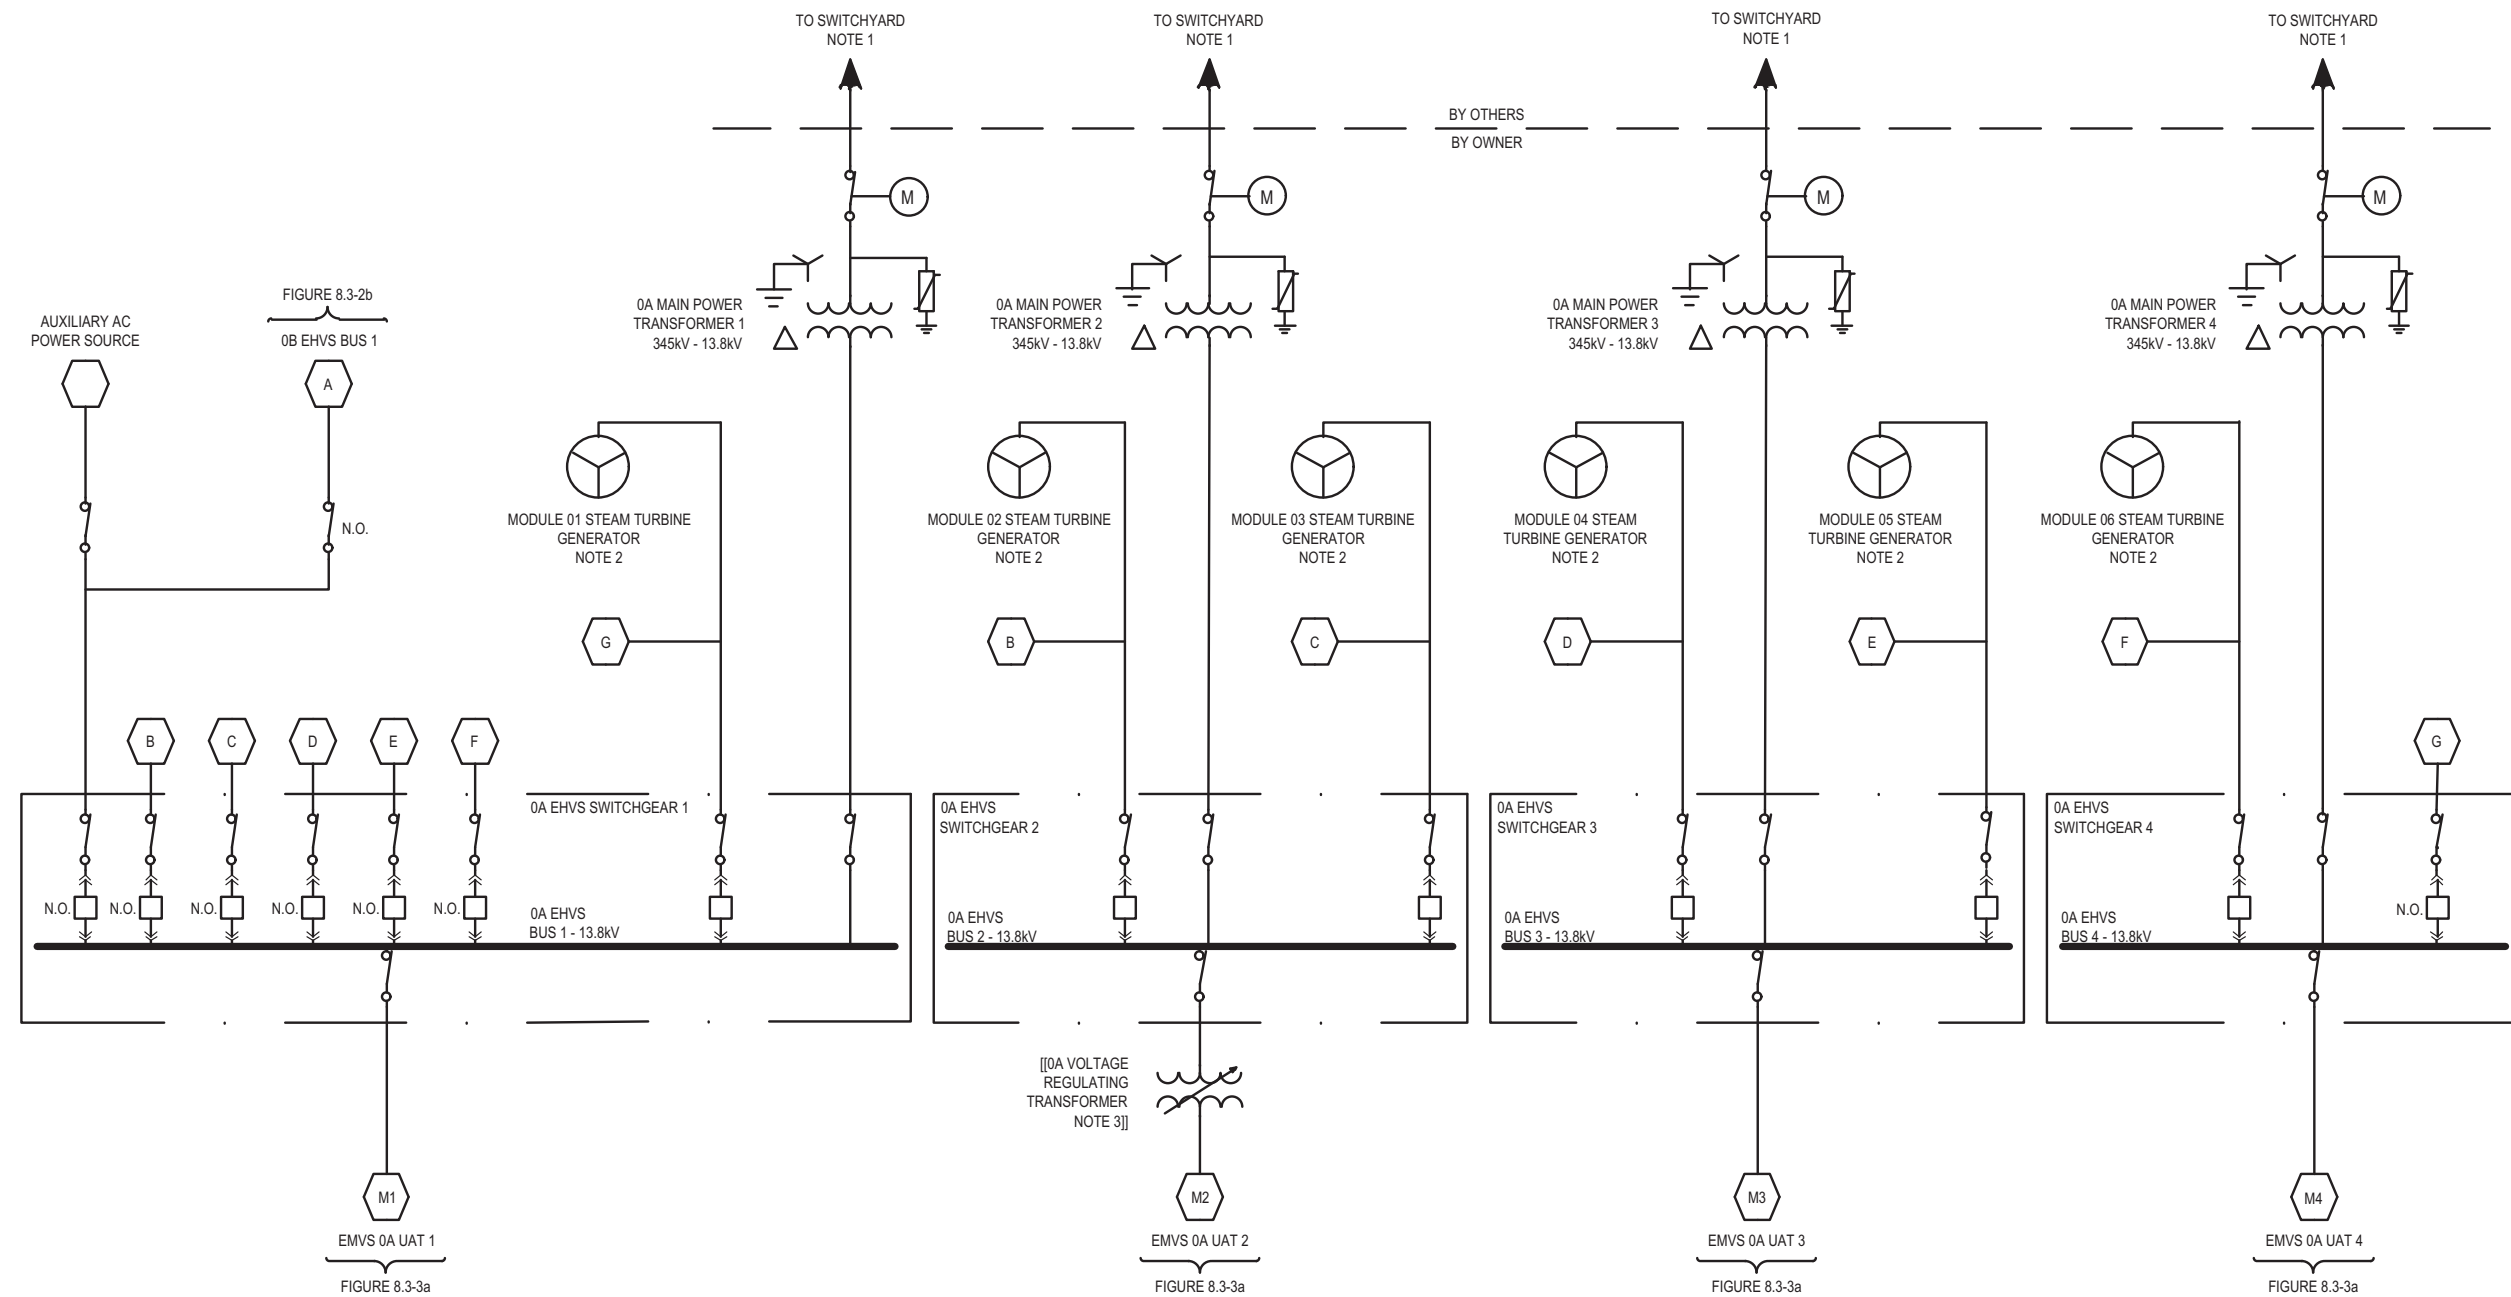 TO SWITCHYARD
NOTE 1
TO SWITCHYARD
NOTE 1
TO SWITCHYARD
NOTE 1
TO SWITCHYARD
NOTE 1
BY OTHERS
BY OWNER
M
M
M
M
FIGURE 8.3-2b
0B EHVS BUS 1
A
N.O.
AUXILIARY AC
POWER SOURCE
0A MAIN POWER
TRANSFORMER 1
345kV - 13.8kV
0A MAIN POWER
TRANSFORMER 2
345kV - 13.8kV
0A MAIN POWER
TRANSFORMER 3
345kV - 13.8kV
0A MAIN POWER
TRANSFORMER 4
345kV - 13.8kV
MODULE 01 STEAM TURBINE
GENERATOR
NOTE 2
MODULE 02 STEAM TURBINE
GENERATOR
NOTE 2
MODULE 03 STEAM TURBINE
GENERATOR
NOTE 2
MODULE 04 STEAM
TURBINE GENERATOR
NOTE 2
MODULE 05 STEAM
TURBINE GENERATOR
NOTE 2
MODULE 06 STEAM TURBINE
GENERATOR
NOTE 2
G
B
C
D
E
F
B
C
D
E
F
G
0A EHVS SWITCHGEAR 1
0A EHVS
SWITCHGEAR 2
0A EHVS
SWITCHGEAR 3
0A EHVS
SWITCHGEAR 4
N.O.
N.O.
N.O.
N.O.
N.O.
N.O.
N.O.
0A EHVS
BUS 1 - 13.8kV
0A EHVS
BUS 2 - 13.8kV
0A EHVS
BUS 3 - 13.8kV
0A EHVS
BUS 4 - 13.8kV
[[0A VOLTAGE
REGULATING
TRANSFORMER
NOTE 3]]
M1
EMVS 0A UAT 1
FIGURE 8.3-3a
M2
EMVS 0A UAT 2
FIGURE 8.3-3a
M3
EMVS 0A UAT 3
FIGURE 8.3-3a
M4
EMVS 0A UAT 4
FIGURE 8.3-3a